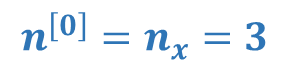 n^[0] = n_x = 3